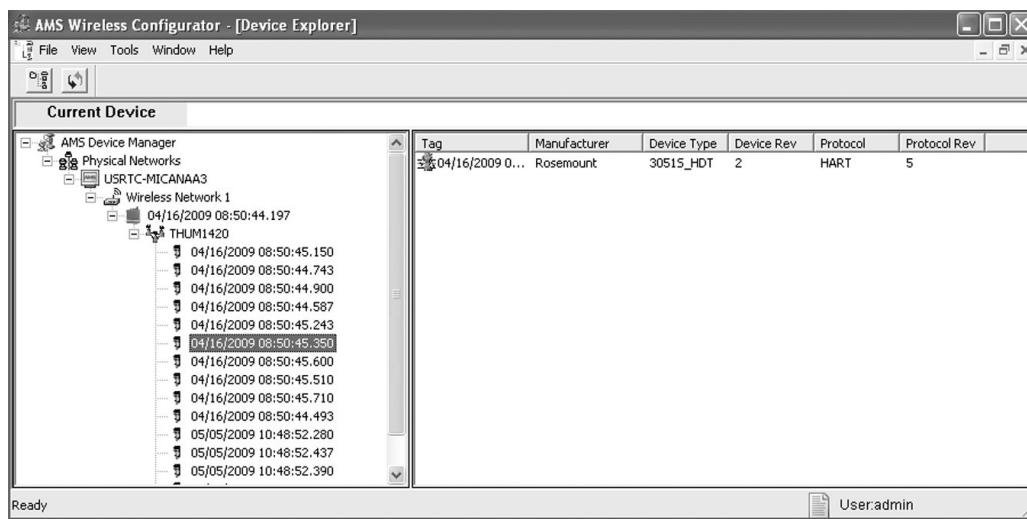 AMS Wireless Configurator - [Device Explorer]
File View Tools Window Help
Current Device
AMS Device Manager
Physical Networks
USRTC-MICANAA3
Wireless Network 1
04/16/2009 08:50:44.197
THUM1420
04/16/2009 08:50:45.150
04/16/2009 08:50:44.743
04/16/2009 08:50:44.900
04/16/2009 08:50:44.587
04/16/2009 08:50:45.243
04/16/2009 08:50:45.350
04/16/2009 08:50:45.600
04/16/2009 08:50:45.510
04/16/2009 08:50:45.710
04/16/2009 08:50:44.493
05/05/2009 10:48:52.280
05/05/2009 10:48:52.437
05/05/2009 10:48:52.390
Tag Manufacturer Device Type Device Rev Protocol Protocol Rev
04/16/2009 0... Rosemount 3051S_HDT 2 HART 5
Ready User:admin